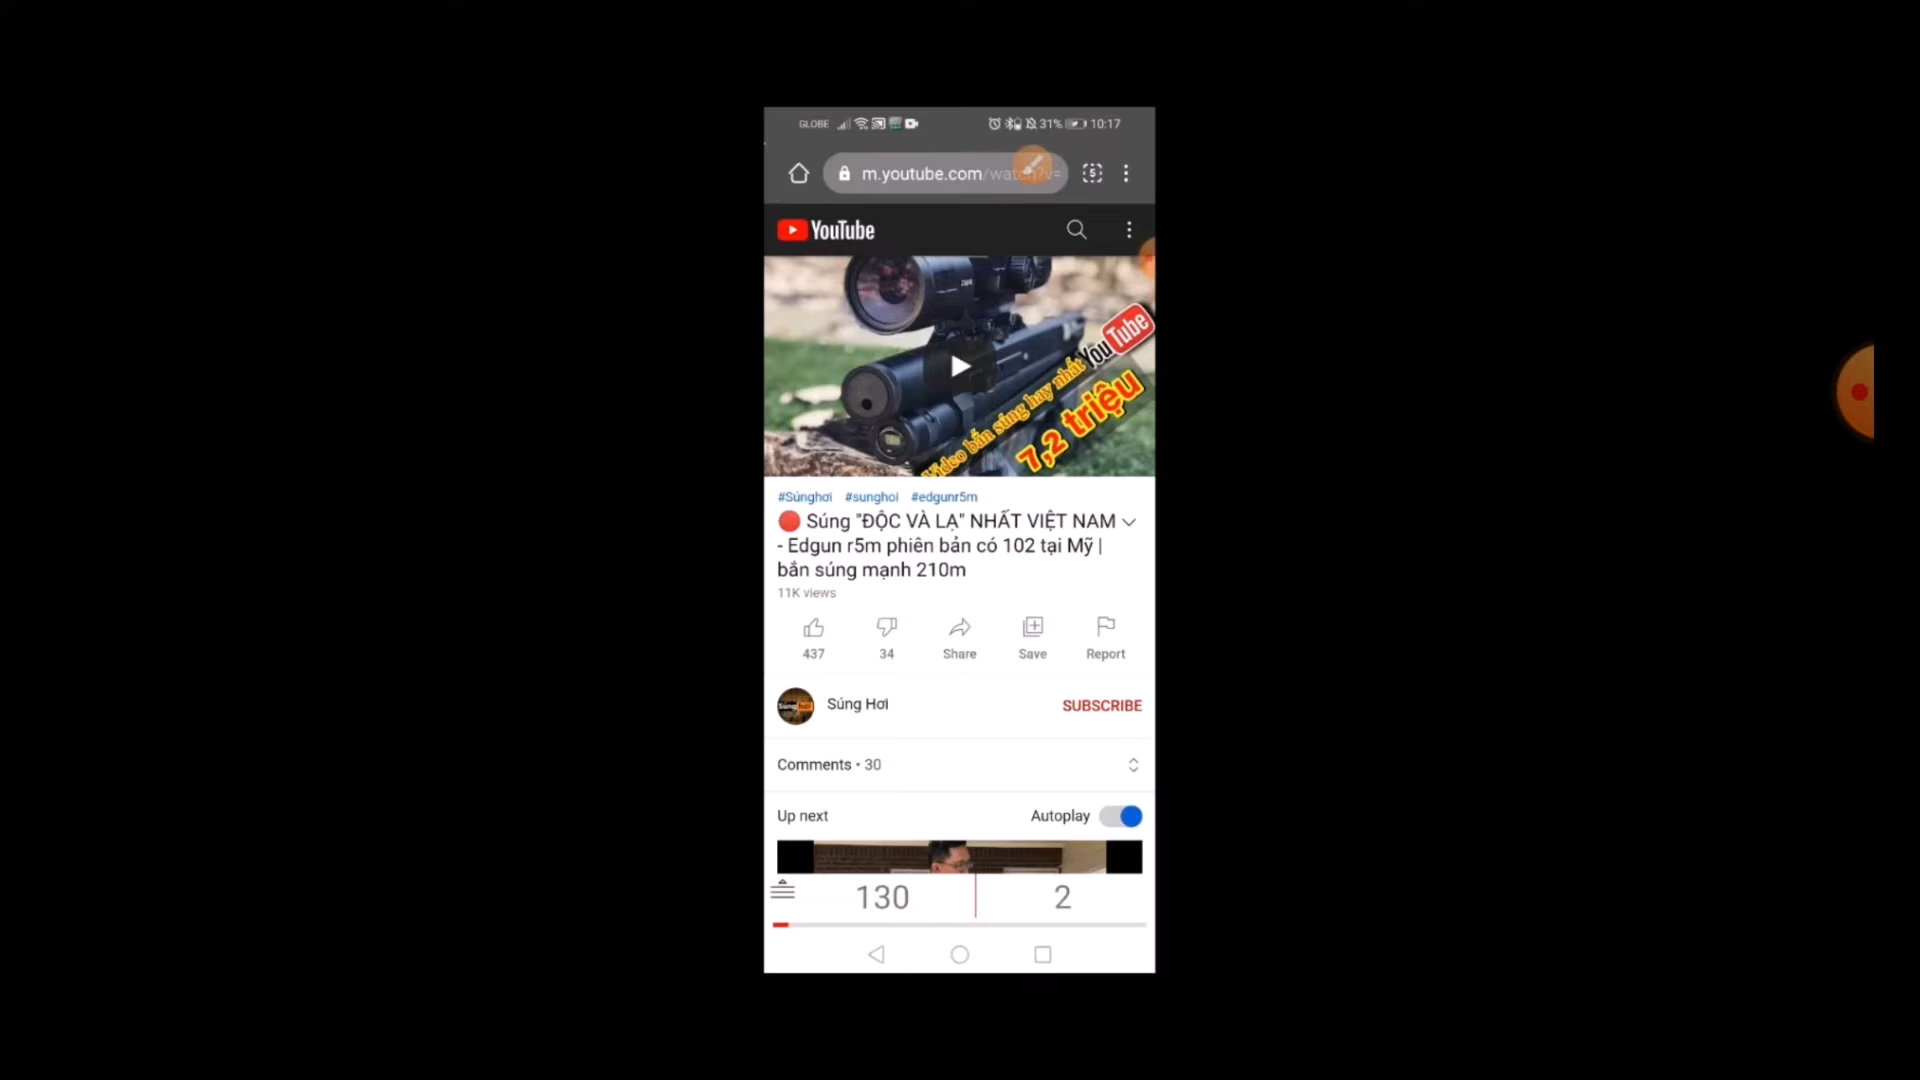 GLOBE 31% 10:17
m.youtube.com/watch?v=
5
YouTube
YouTube
Video bắn súng hay nhất
7,2 triệu
#Súnghơi #sunghoi #edgunr5m
🔴 Súng "ĐỘC VÀ LẠ" NHẤT VIỆT NAM
- Edgun r5m phiên bản có 102 tại Mỹ |
bắn súng mạnh 210m
11K views
437 34 Share Save Report
Súng Hơi
SUBSCRIBE
Comments • 30
Up next
Autoplay
130 2